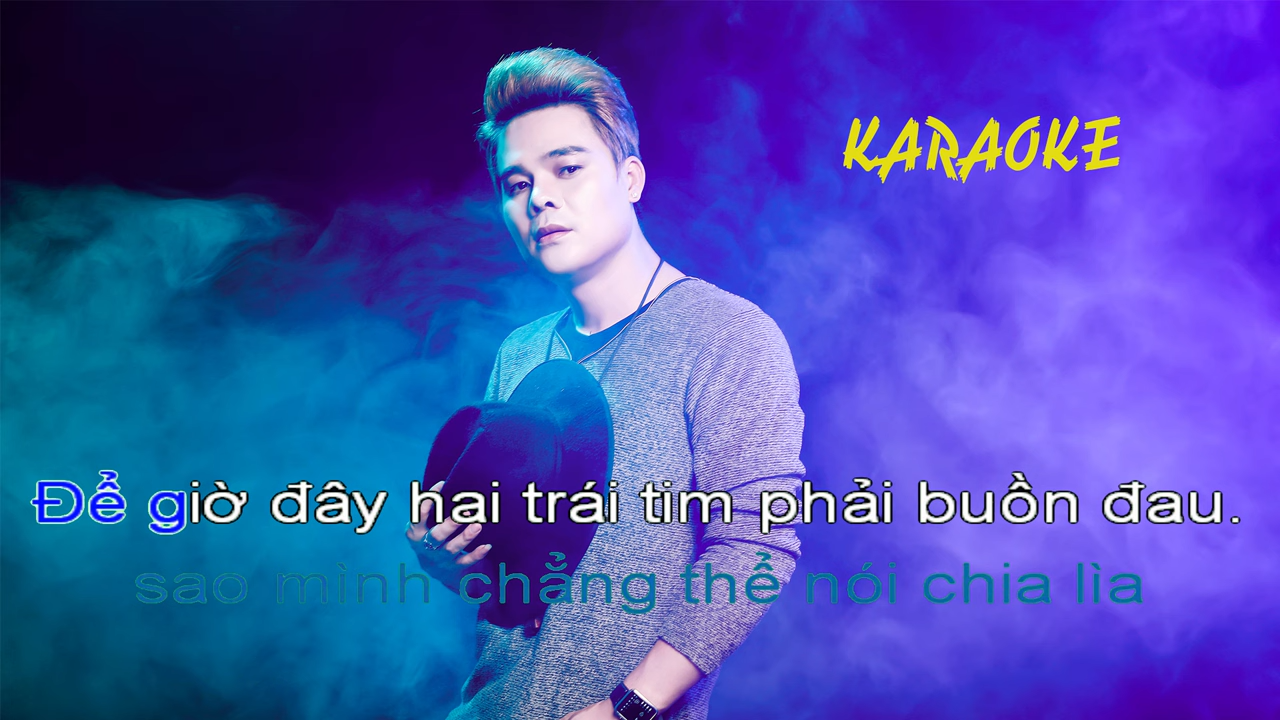 KARAOKE
Để giờ đây hai trái tim phải buồn đau.
sao mình chẳng thể nói chia lìa